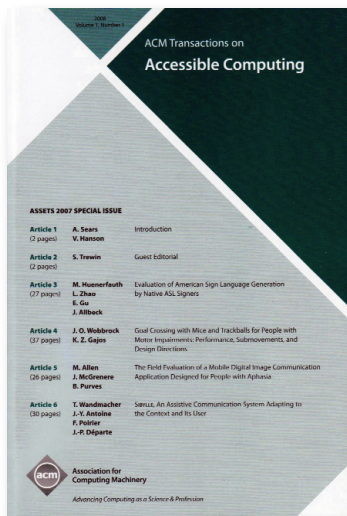 2008
Volume 1, Number 1
ACM Transactions on
Accessible Computing
ASSETS 2007 SPECIAL ISSUE
Article 1 A. Sears Introduction
(2 pages) V. Hanson
Article 2 S. Trewin Guest Editorial
(2 pages)
Article 3 M. Huenerfauth Evaluation of American Sign Language Generation
(27 pages) L. Zhao by Native ASL Signers
E. Gu
J. Allbeck
Article 4 J. O. Wobbrock Goal Crossing with Mice and Trackballs for People with
(37 pages) K. Z. Gajos Motor Impairments: Performance, Submovements, and
Design Directions
Article 5 M. Allen The Field Evaluation of a Mobile Digital Image Communication
(26 pages) J. McGrenere Application Designed for People with Aphasia
B. Purves
Article 6 T. Wandmacher SIBYLLE, An Assistive Communication System Adapting to
(30 pages) J.-Y. Antoine the Context and Its User
F. Poirier
J.-P. Départe
acm
Association for
Computing Machinery
Advancing Computing as a Science & Profession